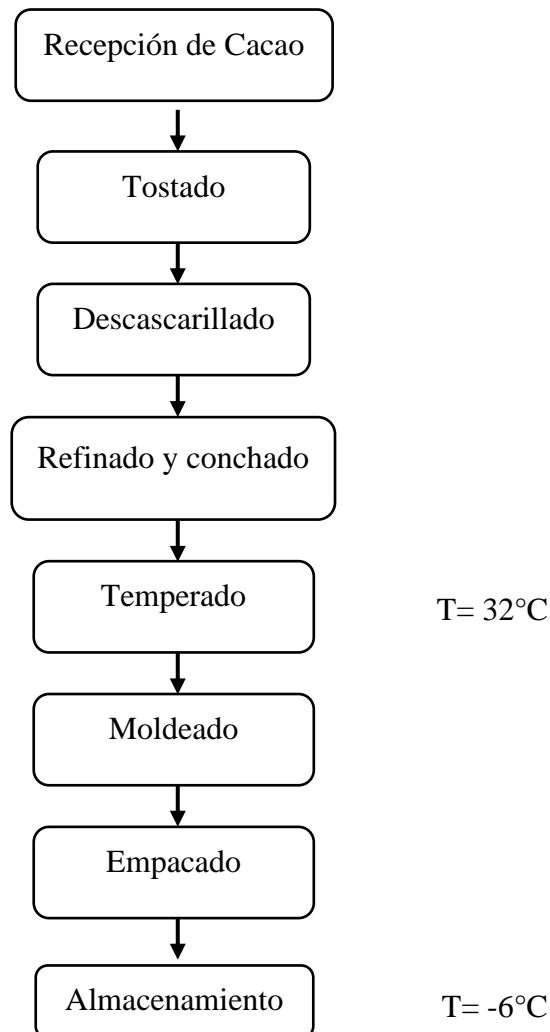 Recepción de Cacao
Tostado
Descascarillado
Refinado y conchado
Temperado
T= 32°C
Moldeado
Empacado
Almacenamiento
T= -6°C